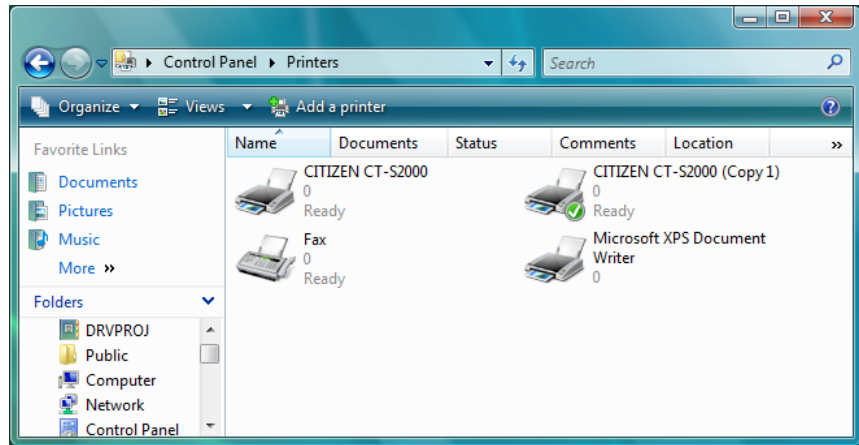 Control Panel Printers Search
Organize Views Add a printer
Favorite Links
Documents
Pictures
Music
More »
Folders
DRVPROJ
Public
Computer
Network
Control Panel
Name Documents Status Comments Location »
CITIZEN CT-S2000
0
Ready
CITIZEN CT-S2000 (Copy 1)
0
Ready
Fax
0
Ready
Microsoft XPS Document
Writer
0